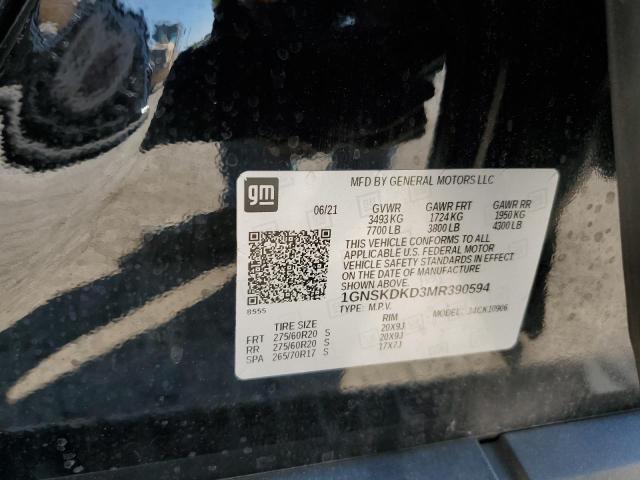 gm
MFD BY GENERAL MOTORS LLC
06/21 GVWR GAWR FRT GAWR RR
3493 KG 1724 KG 1950 KG
7700 LB 3800 LB 4300 LB
THIS VEHICLE CONFORMS TO ALL
APPLICABLE U.S. FEDERAL MOTOR
VEHICLE SAFETY STANDARDS IN EFFECT
ON THE DATE OF MANUFACTURE
SHOWN ABOVE.
1GNSKDKD3MR390594
TYPE: M.P.V. MODEL:
8555
TIRE SIZE RIM
FRT 275/60R20 S 20X9J
RR 275/60R20 S 20X9J
SPA 265/70R17 S 17X7J